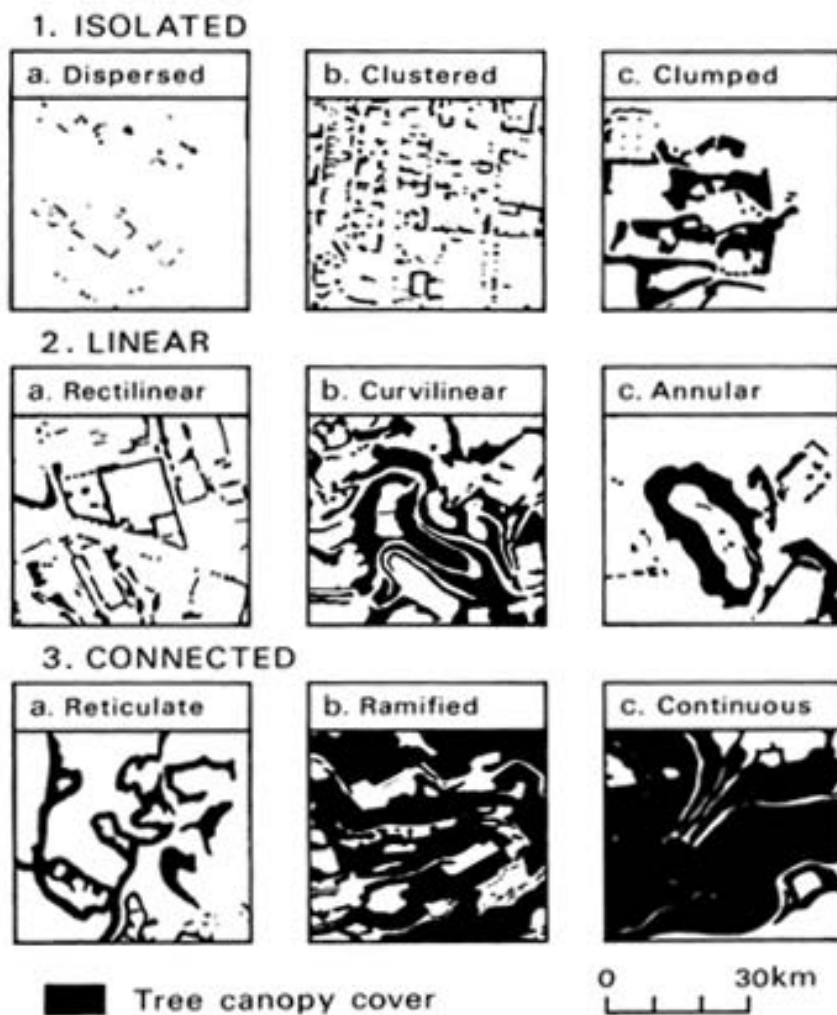 1. ISOLATED
a. Dispersed
b. Clustered
c. Clumped
2. LINEAR
a. Rectilinear
b. Curvilinear
c. Annular
3. CONNECTED
a. Reticulate
b. Ramified
c. Continuous
Tree canopy cover
0 30km